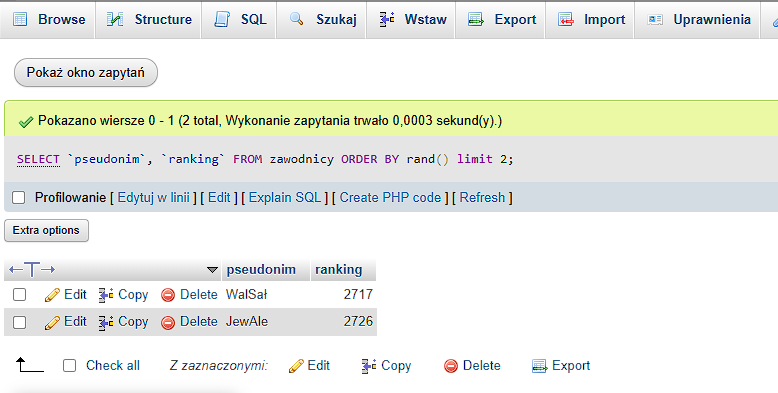 Browse Structure SQL Szukaj Wstaw Export Import Uprawnienia
Pokaż okno zapytań
Pokazano wiersze 0 - 1 (2 total, Wykonanie zapytania trwało 0,0003 sekund(y).)
SELECT `pseudonim`, `ranking` FROM zawodnicy ORDER BY rand() limit 2;
Profilowanie [ Edytuj w linii ] [ Edit ] [ Explain SQL ] [ Create PHP code ] [ Refresh ]
Extra options
pseudonim ranking
Edit Copy Delete WalSał 2717
Edit Copy Delete JewAle 2726
Check all Z zaznaczonymi: Edit Copy Delete Export